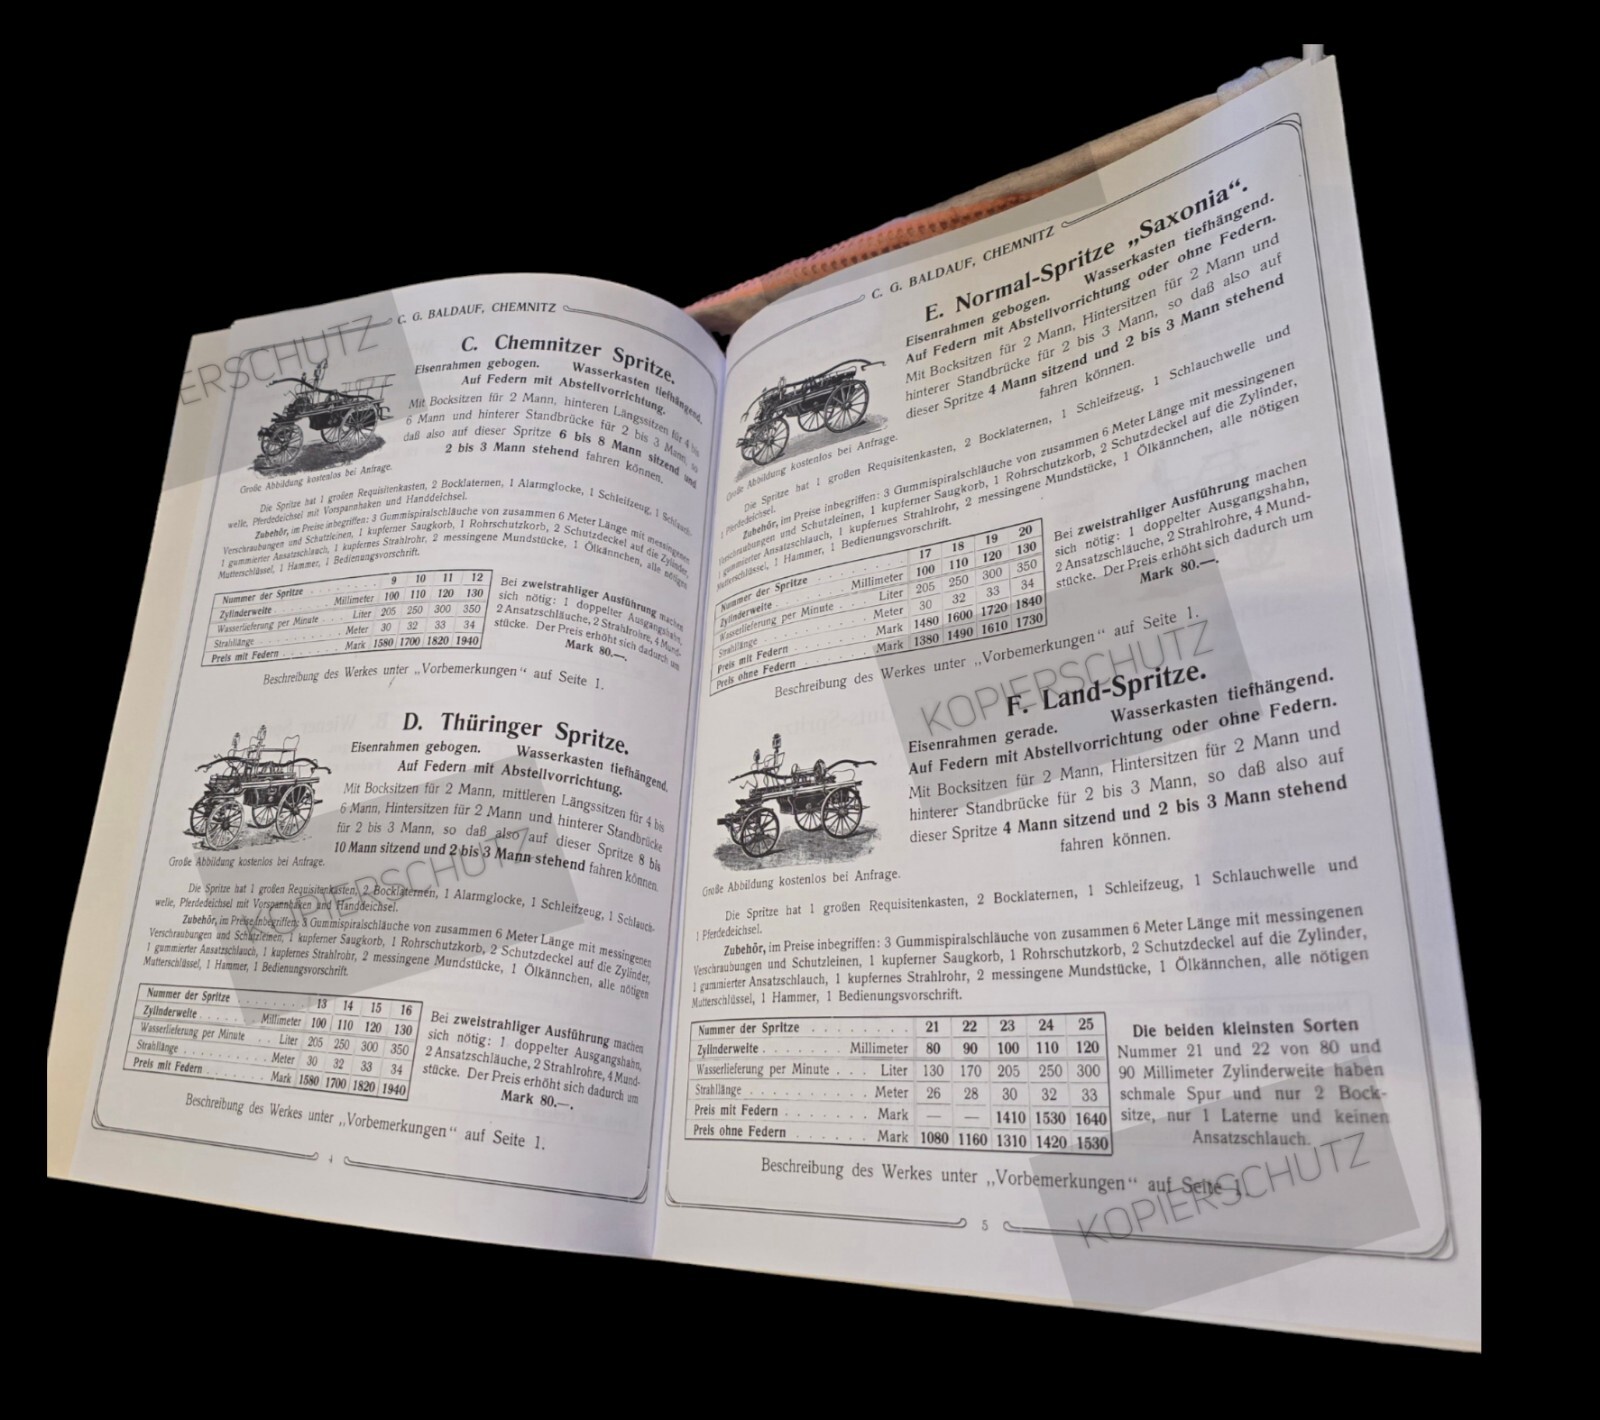 C. G. BALDAUF, CHEMNITZ
C. Chemnitzer Spritze.
Eisenrahmen gebogen. Wasserkasten tiefhängend.
Auf Federn mit Abstellvorrichtung.
Mit Bocksitzen für 2 Mann, hinteren Längssitzen für 4 bis
6 Mann und hinterer Standbrücke für 2 bis 3 Mann, so
daß also auf dieser Spritze 6 bis 8 Mann sitzend und
2 bis 3 Mann stehend fahren können.
Große Abbildung kostenlos bei Anfrage.
Die Spritze hat 1 großen Requisitenkasten, 2 Bocklaternen, 1 Alarmglocke, 1 Schleifzeug, 1 Schlauch-
welle, Pferdedeichsel mit Vorspannhaken und Handdeichsel.
Zubehör, im Preise inbegriffen: 3 Gummispiralschläuche von zusammen 6 Meter Länge mit messingenen
Verschraubungen und Schutzleinen, 1 kupferner Saugkorb, 1 Rohrschutzkorb, 2 Schutzdeckel auf die Zylinder,
1 gummierter Ansatzschlauch, 1 kupfernes Strahlrohr, 2 messingene Mundstücke, 1 Ölkännchen, alle nötigen
Mutterschlüssel, 1 Hammer, 1 Bedienungsvorschrift.
Nummer der Spritze . . . . . . . . 9 10 11 12
Zylinderweite . . . . . . Millimeter 100 110 120 130
Wasserlieferung per Minute . . . Liter 205 250 300 350
Strahllänge . . . . . . . . Meter 30 32 33 34
Preis mit Federn . . . . . . . Mark 1580 1700 1820 1940
Bei zweistrahliger Ausführung machen
sich nötig: 1 doppelter Ausgangshahn,
2 Ansatzschläuche, 2 Strahlrohre, 4 Mund-
stücke. Der Preis erhöht sich dadurch um
Mark 80.—.
Beschreibung des Werkes unter „Vorbemerkungen“ auf Seite 1.
D. Thüringer Spritze.
Eisenrahmen gebogen. Wasserkasten tiefhängend.
Auf Federn mit Abstellvorrichtung.
Mit Bocksitzen für 2 Mann, mittleren Längssitzen für 4 bis
6 Mann, Hintersitzen für 2 Mann und hinterer Standbrücke
für 2 bis 3 Mann, so daß also auf dieser Spritze 8 bis
10 Mann sitzend und 2 bis 3 Mann stehend fahren können.
Große Abbildung kostenlos bei Anfrage.
Die Spritze hat 1 großen Requisitenkasten, 2 Bocklaternen, 1 Alarmglocke, 1 Schleifzeug, 1 Schlauch-
welle, Pferdedeichsel mit Vorspannhaken und Handdeichsel.
Zubehör, im Preise inbegriffen: 3 Gummispiralschläuche von zusammen 6 Meter Länge mit messingenen
Verschraubungen und Schutzleinen, 1 kupferner Saugkorb, 1 Rohrschutzkorb, 2 Schutzdeckel auf die Zylinder,
1 gummierter Ansatzschlauch, 1 kupfernes Strahlrohr, 2 messingene Mundstücke, 1 Ölkännchen, alle nötigen
Mutterschlüssel, 1 Hammer, 1 Bedienungsvorschrift.
Nummer der Spritze . . . . . . . . 13 14 15 16
Zylinderweite . . . . . . Millimeter 100 110 120 130
Wasserlieferung per Minute . . Liter 205 250 300 350
Strahllänge . . . . . . . . . . Meter 30 32 33 34
Preis mit Federn . . . . . . . Mark 1580 1700 1820 1940
Bei zweistrahliger Ausführung machen
sich nötig: 1 doppelter Ausgangshahn,
2 Ansatzschläuche, 2 Strahlrohre, 4 Mund-
stücke. Der Preis erhöht sich dadurch um
Mark 80.—.
Beschreibung des Werkes unter „Vorbemerkungen“ auf Seite 1.
4
C. G. BALDAUF, CHEMNITZ
E. Normal-Spritze „Saxonia“.
Eisenrahmen gebogen. Wasserkasten tiefhängend.
Auf Federn mit Abstellvorrichtung oder ohne Federn.
Mit Bocksitzen für 2 Mann, Hintersitzen für 2 Mann und
hinterer Standbrücke für 2 bis 3 Mann, so daß also auf
dieser Spritze 4 Mann sitzend und 2 bis 3 Mann stehend
fahren können.
Große Abbildung kostenlos bei Anfrage.
Die Spritze hat 1 großen Requisitenkasten, 2 Bocklaternen, 1 Schleifzeug, 1 Schlauchwelle und
1 Pferdedeichsel.
Zubehör, im Preise inbegriffen: 3 Gummispiralschläuche von zusammen 6 Meter Länge mit messingenen
Verschraubungen und Schutzleinen, 1 kupferner Saugkorb, 1 Rohrschutzkorb, 2 Schutzdeckel auf die Zylinder,
1 gummierter Ansatzschlauch, 1 kupfernes Strahlrohr, 2 messingene Mundstücke, 1 Ölkännchen, alle nötigen
Mutterschlüssel, 1 Hammer, 1 Bedienungsvorschrift.
Nummer der Spritze . . . . . . . . 17 18 19 20
Zylinderweite . . . . . . Millimeter 100 110 120 130
Wasserlieferung per Minute . . . Liter 205 250 300 350
Strahllänge . . . . . . . . Meter 30 32 33 34
Preis mit Federn . . . . . . . Mark 1480 1600 1720 1840
Preis ohne Federn . . . . . . Mark 1380 1490 1610 1730
Bei zweistrahliger Ausführung machen
sich nötig: 1 doppelter Ausgangshahn,
2 Ansatzschläuche, 2 Strahlrohre, 4 Mund-
stücke. Der Preis erhöht sich dadurch um
Mark 80.—.
Beschreibung des Werkes unter „Vorbemerkungen“ auf Seite 1.
F. Land-Spritze.
Eisenrahmen gerade. Wasserkasten tiefhängend.
Auf Federn mit Abstellvorrichtung oder ohne Federn.
Mit Bocksitzen für 2 Mann, Hintersitzen für 2 Mann und
hinterer Standbrücke für 2 bis 3 Mann, so daß also auf
dieser Spritze 4 Mann sitzend und 2 bis 3 Mann stehend
fahren können.
Große Abbildung kostenlos bei Anfrage.
Die Spritze hat 1 großen Requisitenkasten, 2 Bocklaternen, 1 Schleifzeug, 1 Schlauchwelle und
1 Pferdedeichsel.
Zubehör, im Preise inbegriffen: 3 Gummispiralschläuche von zusammen 6 Meter Länge mit messingenen
Verschraubungen und Schutzleinen, 1 kupferner Saugkorb, 1 Rohrschutzkorb, 2 Schutzdeckel auf die Zylinder,
1 gummierter Ansatzschlauch, 1 kupfernes Strahlrohr, 2 messingene Mundstücke, 1 Ölkännchen, alle nötigen
Mutterschlüssel, 1 Hammer, 1 Bedienungsvorschrift.
Nummer der Spritze . . . . . . . . 21 22 23 24 25
Zylinderweite . . . . . . Millimeter 80 90 100 110 120
Wasserlieferung per Minute . . . Liter 130 170 205 250 300
Strahllänge . . . . . . . . Meter 26 28 30 32 33
Preis mit Federn . . . . . . . Mark — — 1410 1530 1640
Preis ohne Federn . . . . . . Mark 1080 1160 1310 1420 1530
Die beiden kleinsten Sorten
Nummer 21 und 22 von 80 und
90 Millimeter Zylinderweite haben
schmale Spur und nur 2 Bock-
sitze, nur 1 Laterne und keinen
Ansatzschlauch.
Beschreibung des Werkes unter „Vorbemerkungen“ auf Seite 1.
5
ERSCHUTZ
KOPIERSCHUTZ
KOPIERSCHUTZ
KOPIERSCHUTZ